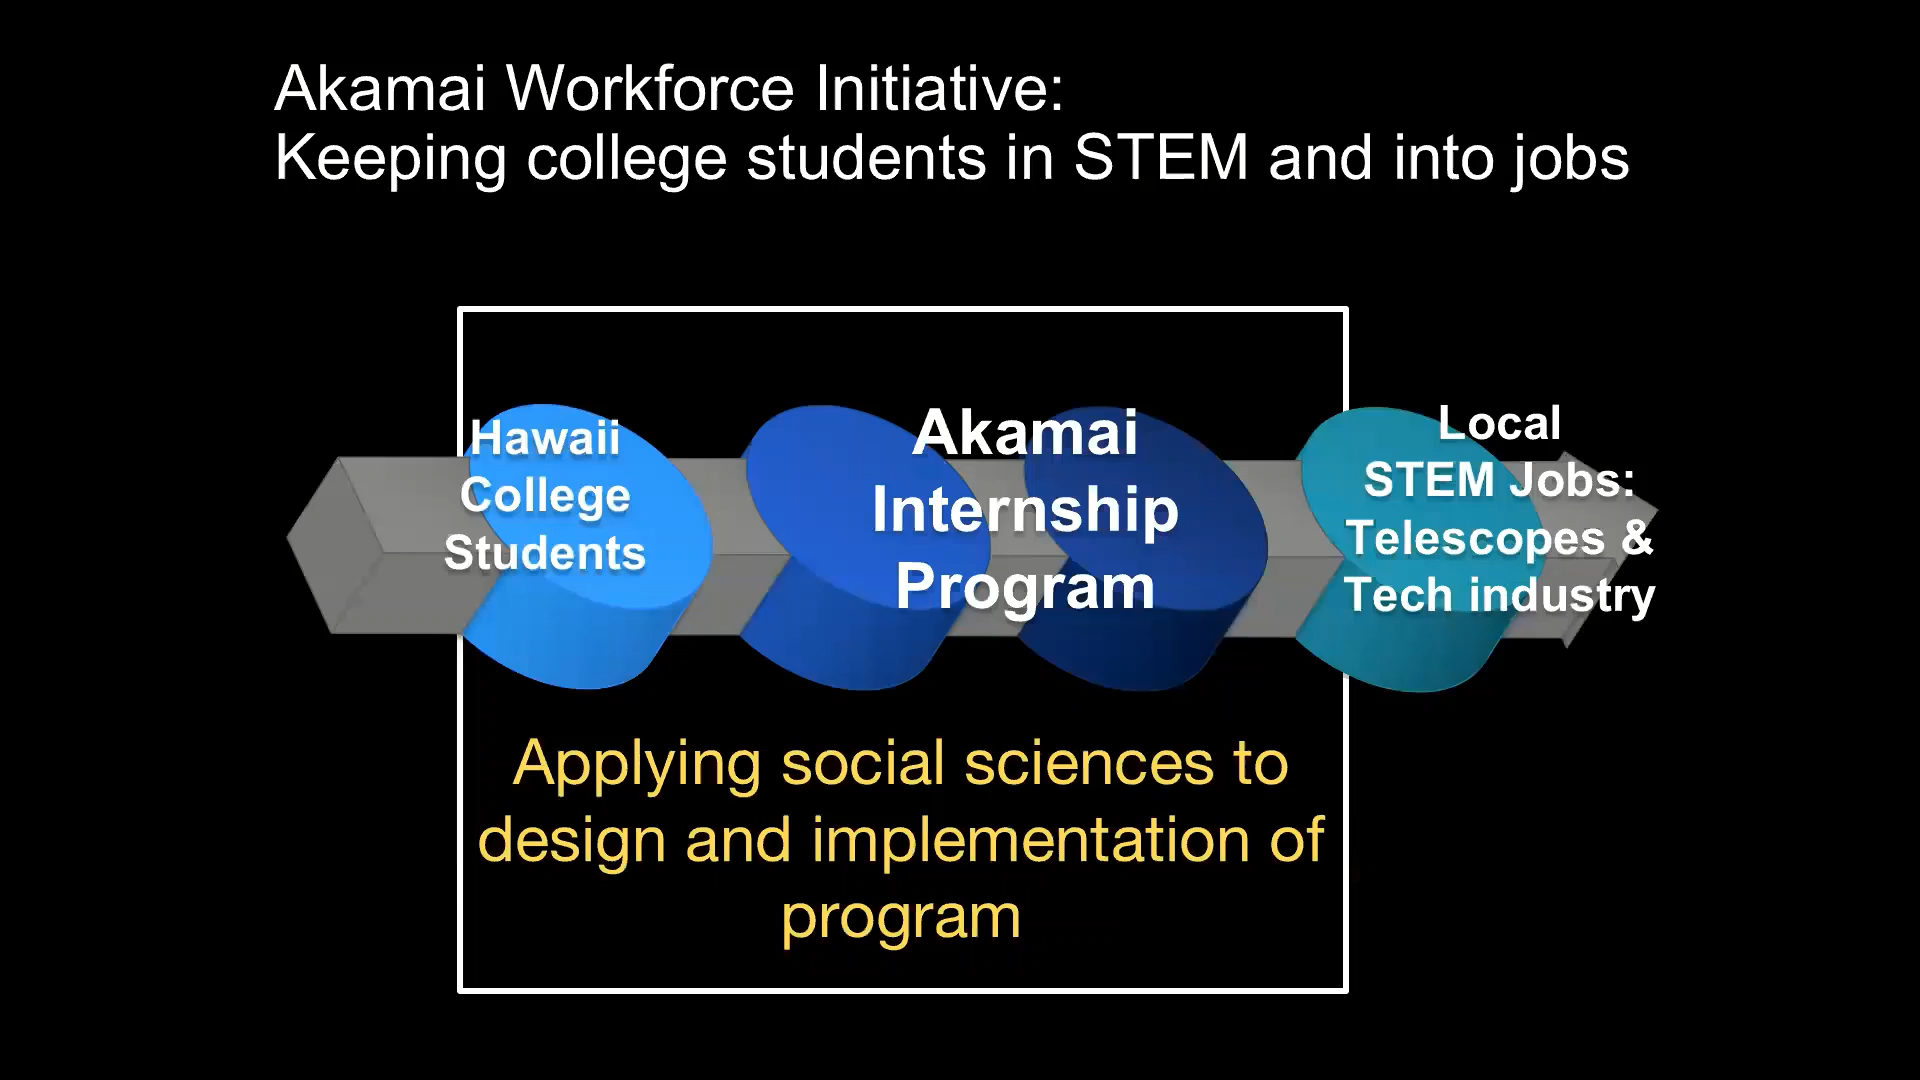 Akamai Workforce Initiative:
Keeping college students in STEM and into jobs
Hawaii
College
Students
Akamai
Internship
Program
Local
STEM Jobs:
Telescopes &
Tech industry
Applying social sciences to
design and implementation of
program